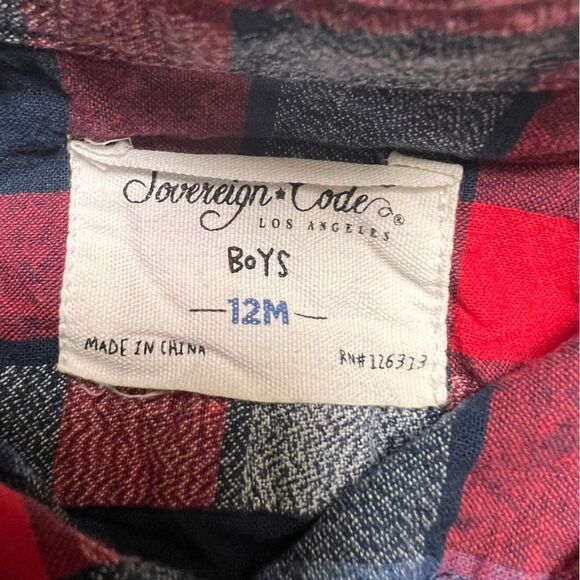 Sovereign★Code®
LOS ANGELES
BOYS
—12M—
MADE IN CHINA
RN#126313